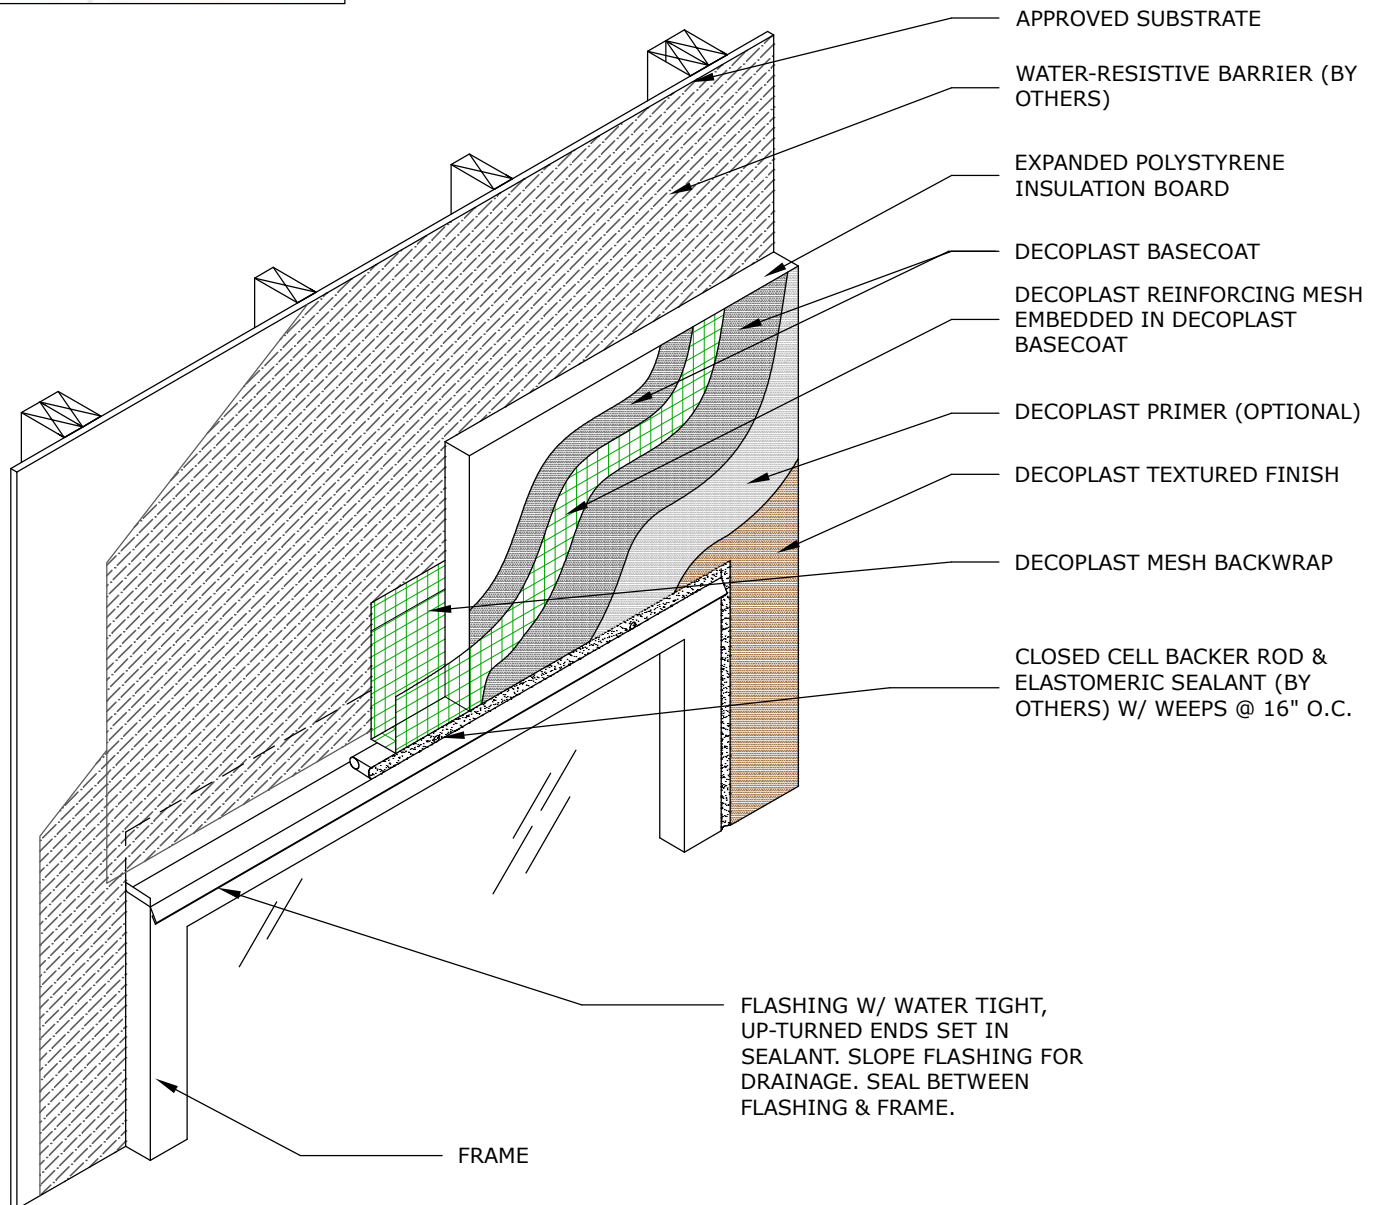 APPROVED SUBSTRATE
WATER-RESISTIVE BARRIER (BY
OTHERS)
EXPANDED POLYSTYRENE
INSULATION BOARD
DECOPLAST BASECOAT
DECOPLAST REINFORCING MESH
EMBEDDED IN DECOPLAST
BASECOAT
DECOPLAST PRIMER (OPTIONAL)
DECOPLAST TEXTURED FINISH
DECOPLAST MESH BACKWRAP
CLOSED CELL BACKER ROD &
ELASTOMERIC SEALANT (BY
OTHERS) W/ WEEPS @ 16" O.C.
FLASHING W/ WATER TIGHT,
UP-TURNED ENDS SET IN
SEALANT. SLOPE FLASHING FOR
DRAINAGE. SEAL BETWEEN
FLASHING & FRAME.
FRAME